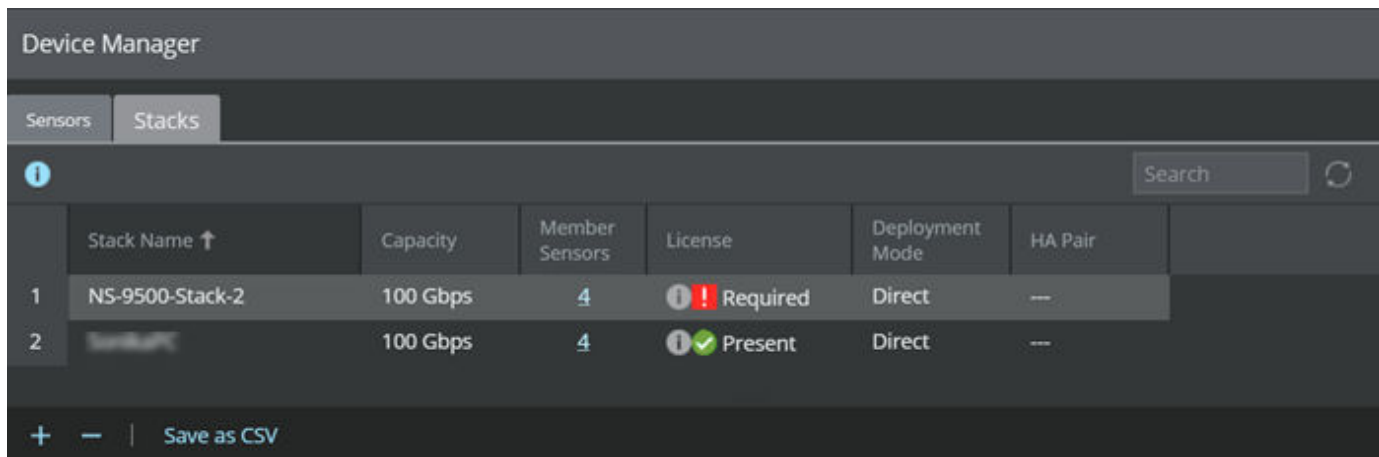 Device Manager
Sensors Stacks
Search
Stack Name Capacity Member Sensors License Deployment Mode HA Pair
1 NS-9500-Stack-2 100 Gbps 4 Required Direct ---
2 100 Gbps 4 Present Direct ---
+ − | Save as CSV